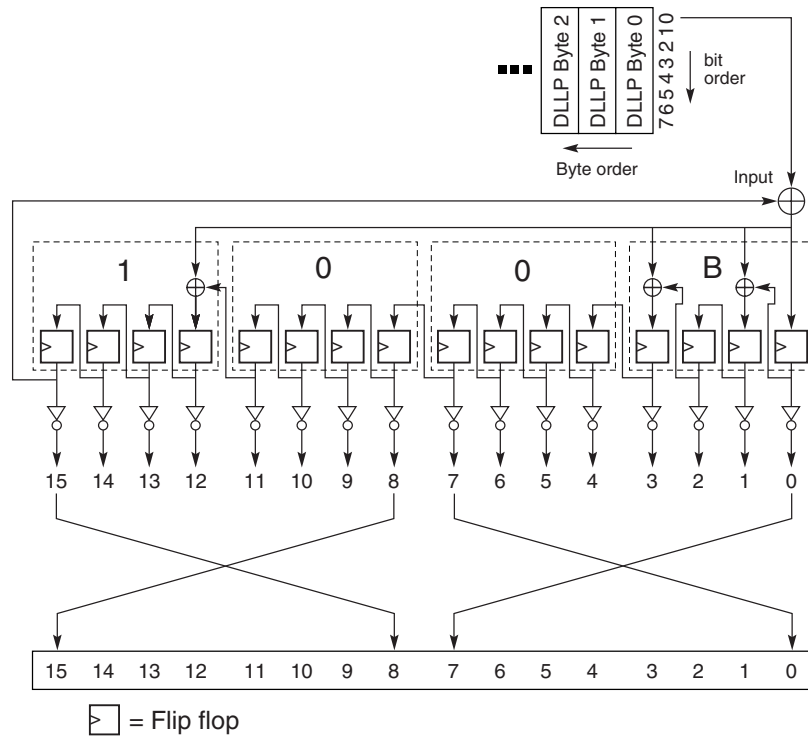 DLLP Byte 2
DLLP Byte 1
DLLP Byte 0
76543210
bit
order
Byte order
Input
1 0 0 B
15 14 13 12 11 10 9 8 7 6 5 4 3 2 1 0
15 14 13 12 11 10 9 8 7 6 5 4 3 2 1 0
= Flip flop